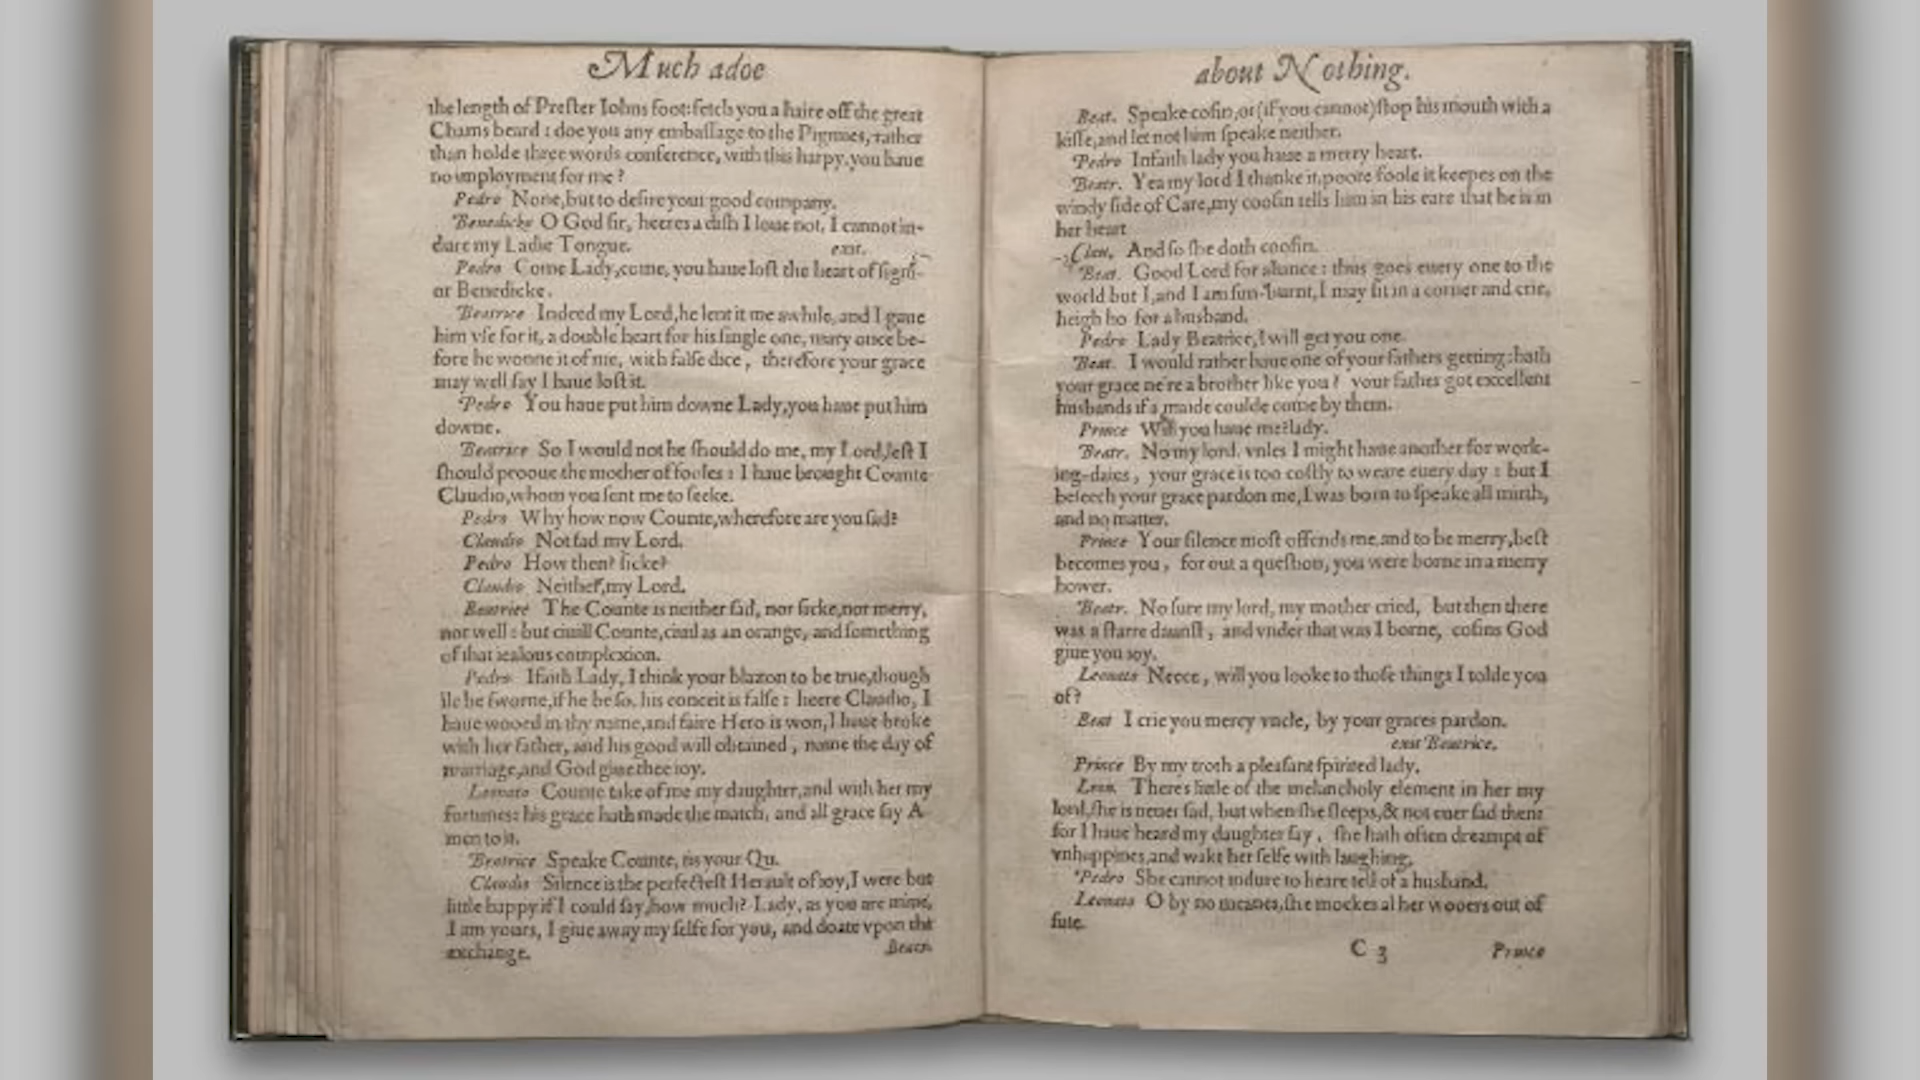 Much adoe
the length of Prester Iohns foot: fetch you a haire off the great
Chams beard : doe you any embassage to the Pigmies, rather
than holde three words conference, with this harpy, you haue
no imployment for me?
Pedro None, but to desire your good company.
Benedicke O God sir, heeres a dish I loue not, I cannot in-
dure my Ladie Tongue. exit.
Pedro Come Lady, come, you haue lost the heart of signi-
or Benedicke.
Beatrice Indeed my Lord, he lent it me awhile, and I gaue
him vse for it, a double heart for his single one, mary once be-
fore he wonne it of me, with false dice, therefore your grace
may well say I haue lost it.
Pedro You haue put him downe Lady, you haue put him
downe.
Beatrice So I would not he should do me, my Lord, lest I
should prooue the mother of fooles : I haue brought Counte
Claudio, whom you sent me to seeke.
Pedro Why how now Counte, wherefore are you sad?
Claudio Not sad my Lord.
Pedro How then? sicke?
Claudio Neither, my Lord.
Beatrice The Counte is neither sad, nor sicke, nor merry,
nor well : but ciuill Counte, ciuil as an orange, and something
of that iealous complexion.
Pedro Ifaith Lady, I think your blazon to be true, though
ile be sworne, if he be so, his conceit is false : heere Claudio, I
haue wooed in thy name, and faire Hero is won, I haue broke
with her father, and his good will obtained, name the day of
marriage, and God giue thee ioy.
Leonato Counte take of me my daughter, and with her my
fortunes: his grace hath made the match, and all grace say A-
men to it.
Beatrice Speake Counte, tis your Qu.
Claudio Silence is the perfectest Herault of ioy, I were but
little happy if I could say, how much? Lady, as you are mine,
I am yours, I giue away my selfe for you, and doate vpon the
exchange. Beatr.
about Nothing.
Beat. Speake cosin, or (if you cannot) stop his mouth with a
kisse, and let not him speake neither.
Pedro Infaith lady you haue a merry heart.
Beatr. Yea my lord I thanke it, poore foole it keepes on the
windy side of Care, my coosin tells him in his eare that he is in
her heart
Clau. And so she doth coosin.
Beat. Good Lord for aliance : thus goes euery one to the
world but I, and I am sun-burnt, I may sit in a corner and crie,
heigh ho for a husband.
Pedro Lady Beatrice, I will get you one.
Beat. I would rather haue one of your fathers getting: hath
your grace ne're a brother like you? your father got excellent
husbands if a maide coulde come by them.
Prince Will you haue me? lady.
Beatr. No my lord, vnles I might haue another for work-
ing-daies, your grace is too costly to weare euery day : but I
beseech your grace pardon me, I was born to speake all mirth,
and no matter.
Prince Your silence most offends me, and to be merry, best
becomes you, for out a question, you were borne in a merry
hower.
Beatr. No sure my lord, my mother cried, but then there
was a starre daunst, and vnder that was I borne, cosins God
giue you ioy.
Leonato Neece, will you looke to those things I tolde you
of?
Beat I crie you mercy vncle, by your graces pardon.
exit Beatrice.
Prince By my troth a pleasant spirited lady.
Leon. Theres little of the melancholy element in her my
lord, she is neuer sad, but when she sleeps, & not euer sad then:
for I haue heard my daughter say, she hath often dreampt of
vnhappines, and wakt her selfe with laughing.
Pedro She cannot indure to heare tell of a husband.
Leonato O by no meanes, she mockes al her wooers out of
sute.
C 3 Prince